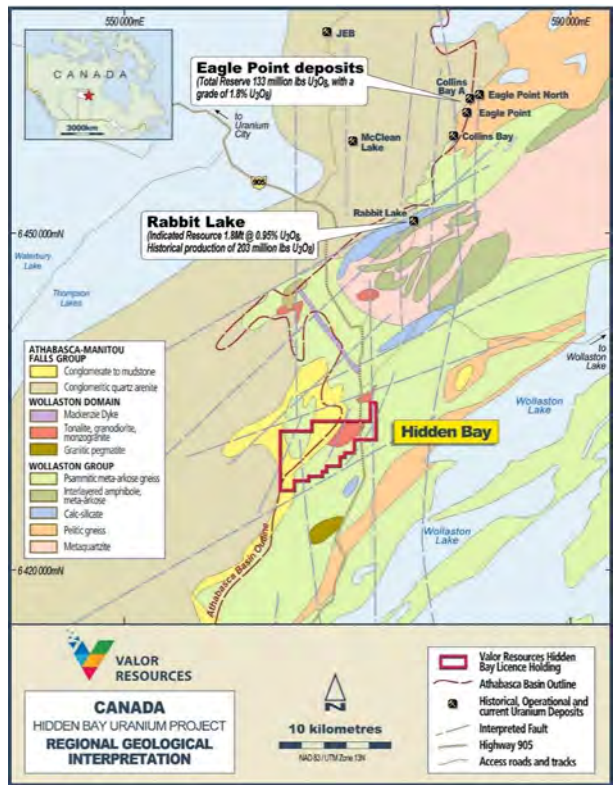 550 000mE
590 000mE
JEB
CANADA
2000km
Eagle Point deposits
(Total Reserve 133 million lbs U₃O₈, with a
grade of 1.8% U₃O₈)
Collins
Bay A
Eagle Point North
Eagle Point
Collins Bay
to
Uranium
City
McClean
Lake
905
Rabbit Lake
Rabbit Lake
(Indicated Resource 1.8Mt @ 0.95% U₃O₈,
Historical production of 203 million lbs U₃O₈)
6 450 000mN
Waterbury
Lake
Thompson
Lakes
to
Wollaston
Lake
Wollaston
Lake
Hidden Bay
Wollaston
Lake
ATHABASCA-MANITOU
FALLS GROUP
Conglomerate to mudstone
Conglomeritic quartz arenite
WOLLASTON DOMAIN
Mackenzie Dyke
Tonalite, granodiorite,
monzogranite
Granitic pegmatite
WOLLASTON GROUP
Psammitic meta-arkose gneiss
Interlayered amphibole,
meta-arkose
Calc-silicate
Pelitic gneiss
Metaquartzite
6 420 000mN
Athabasca Basin Outline
VALOR
RESOURCES
CANADA
HIDDEN BAY URANIUM PROJECT
REGIONAL GEOLOGICAL
INTERPRETATION
N
10 kilometres
NAD 83 / UTM Zone 13N
Valor Resources Hidden
Bay Licence Holding
Athabasca Basin Outline
Historical, Operational and
current Uranium Deposits
Interpreted Fault
Highway 905
Access roads and tracks